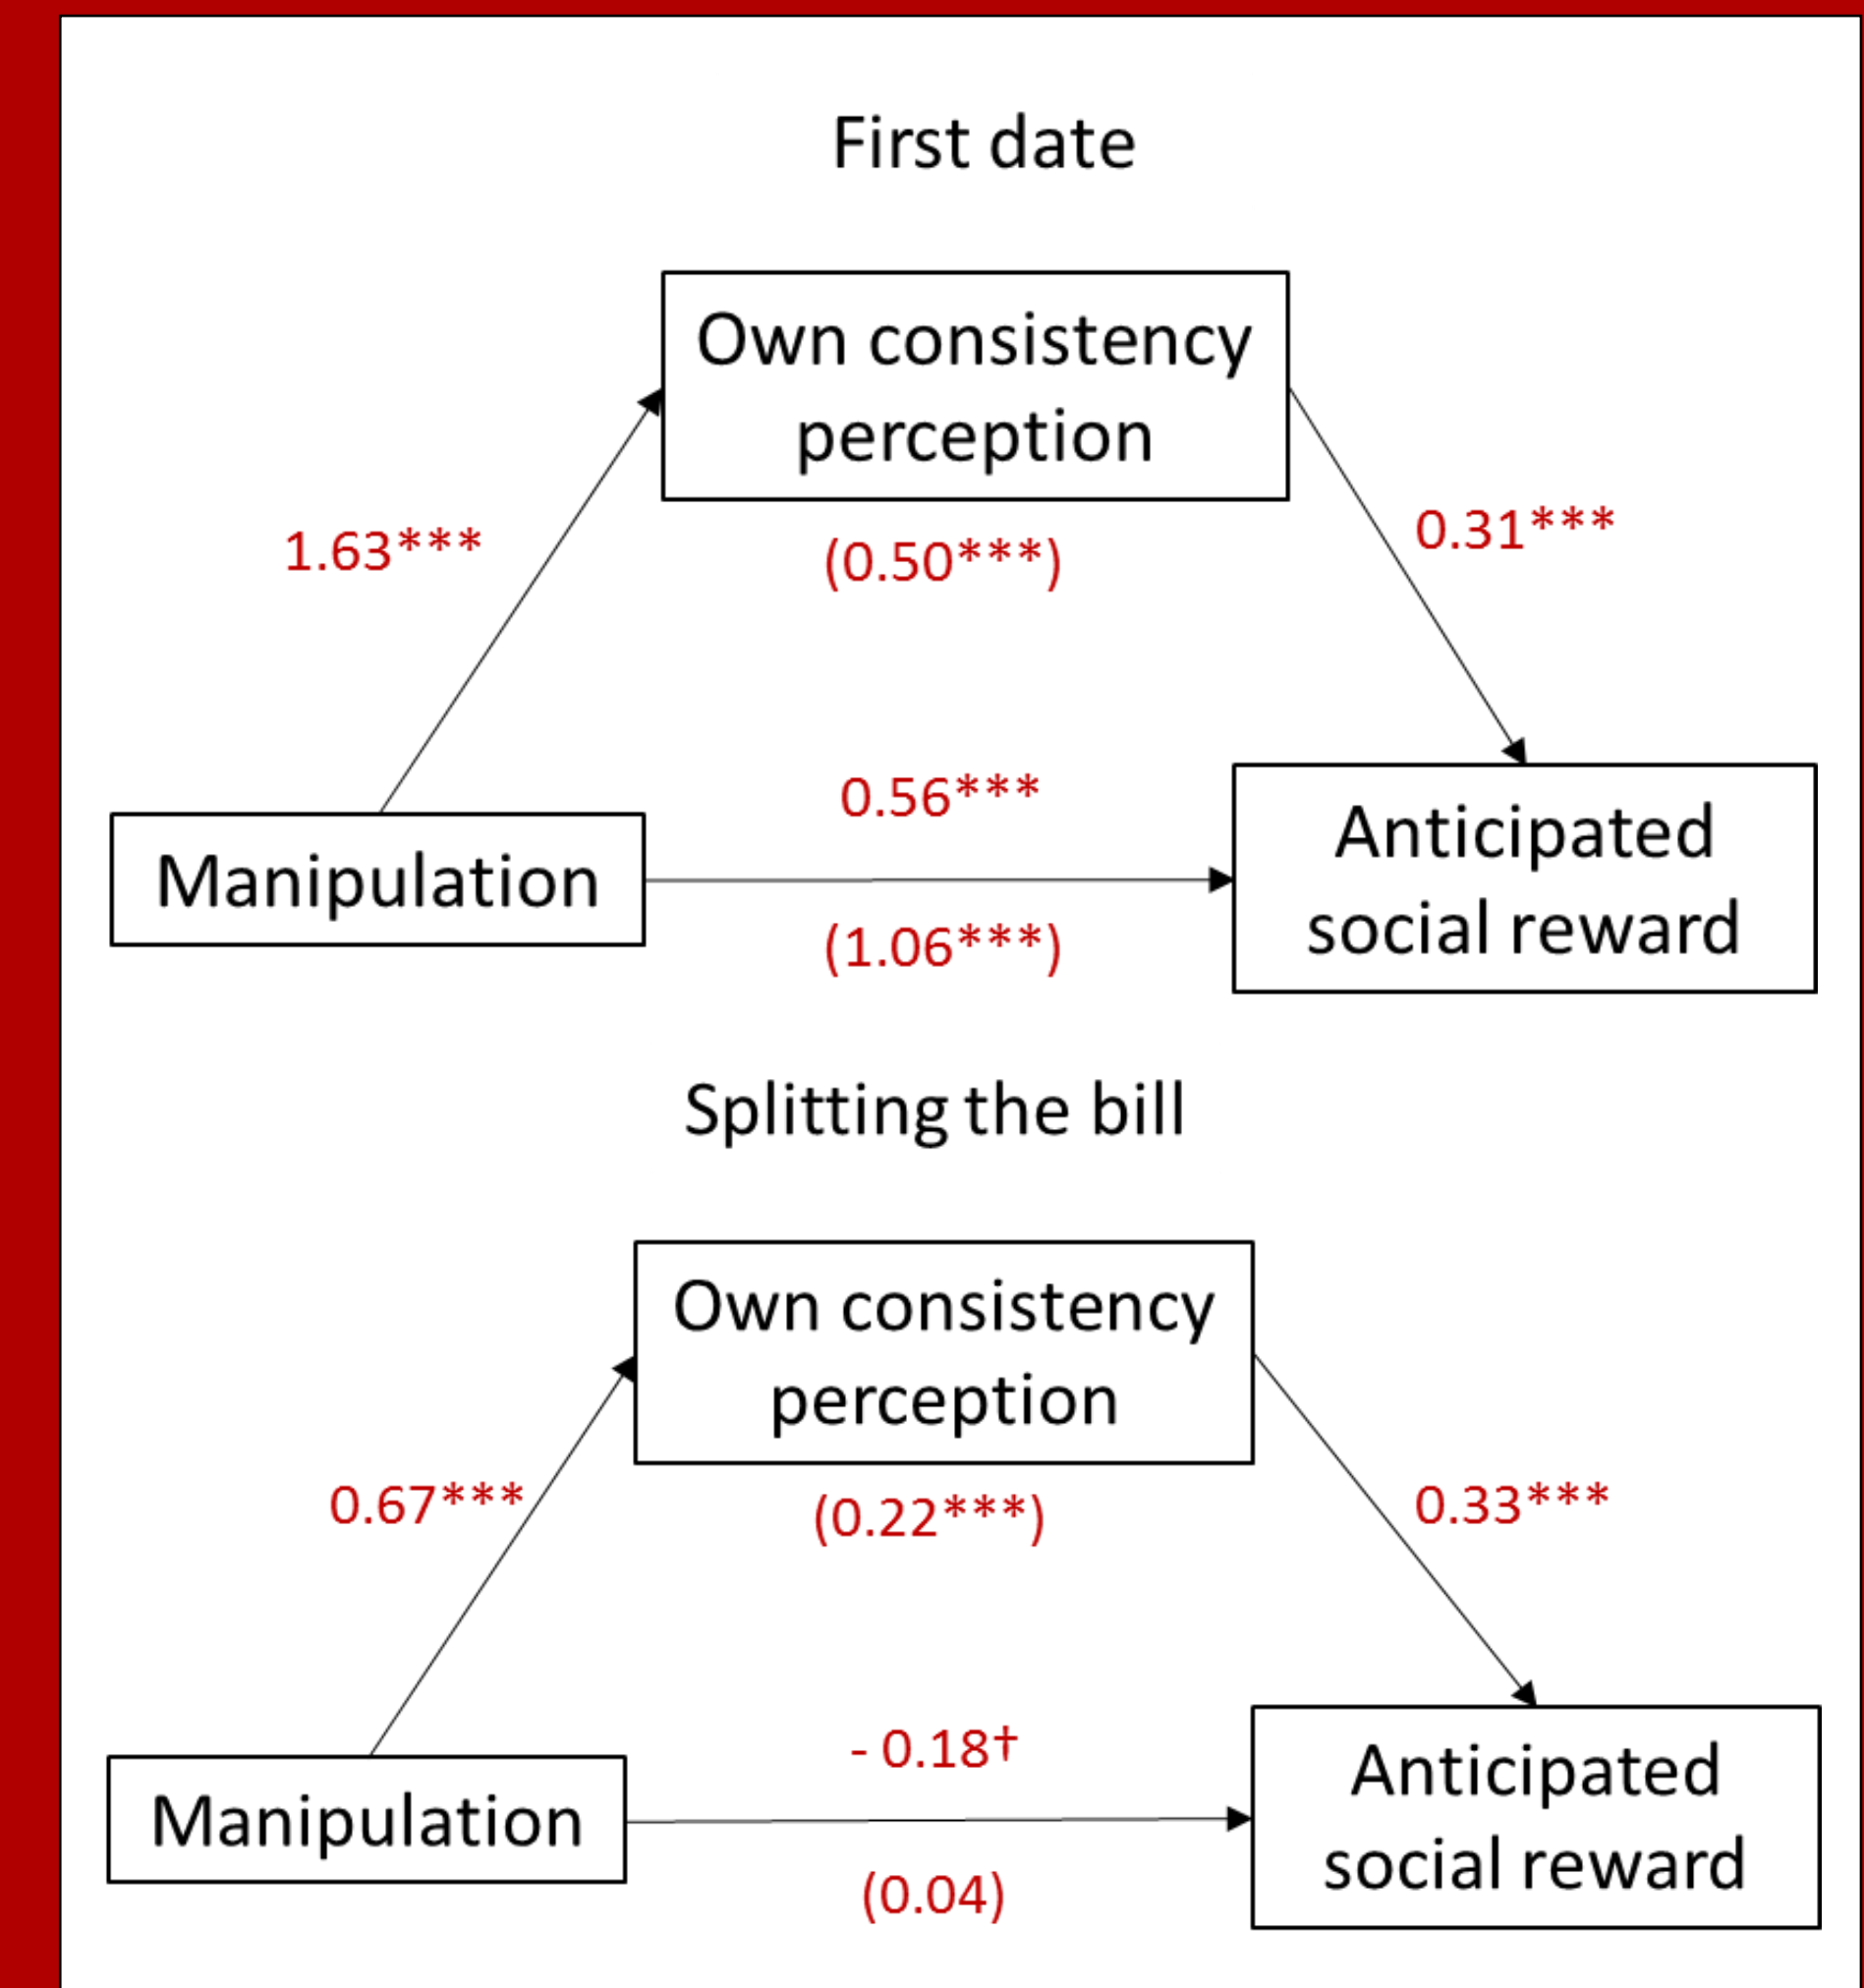 First date
Own consistency
perception
1.63***
(0.50***)
0.31***
0.56***
Manipulation
Anticipated
social reward
(1.06***)
Splitting the bill
Own consistency
perception
0.67***
(0.22***)
0.33***
- 0.18†
Manipulation
Anticipated
social reward
(0.04)